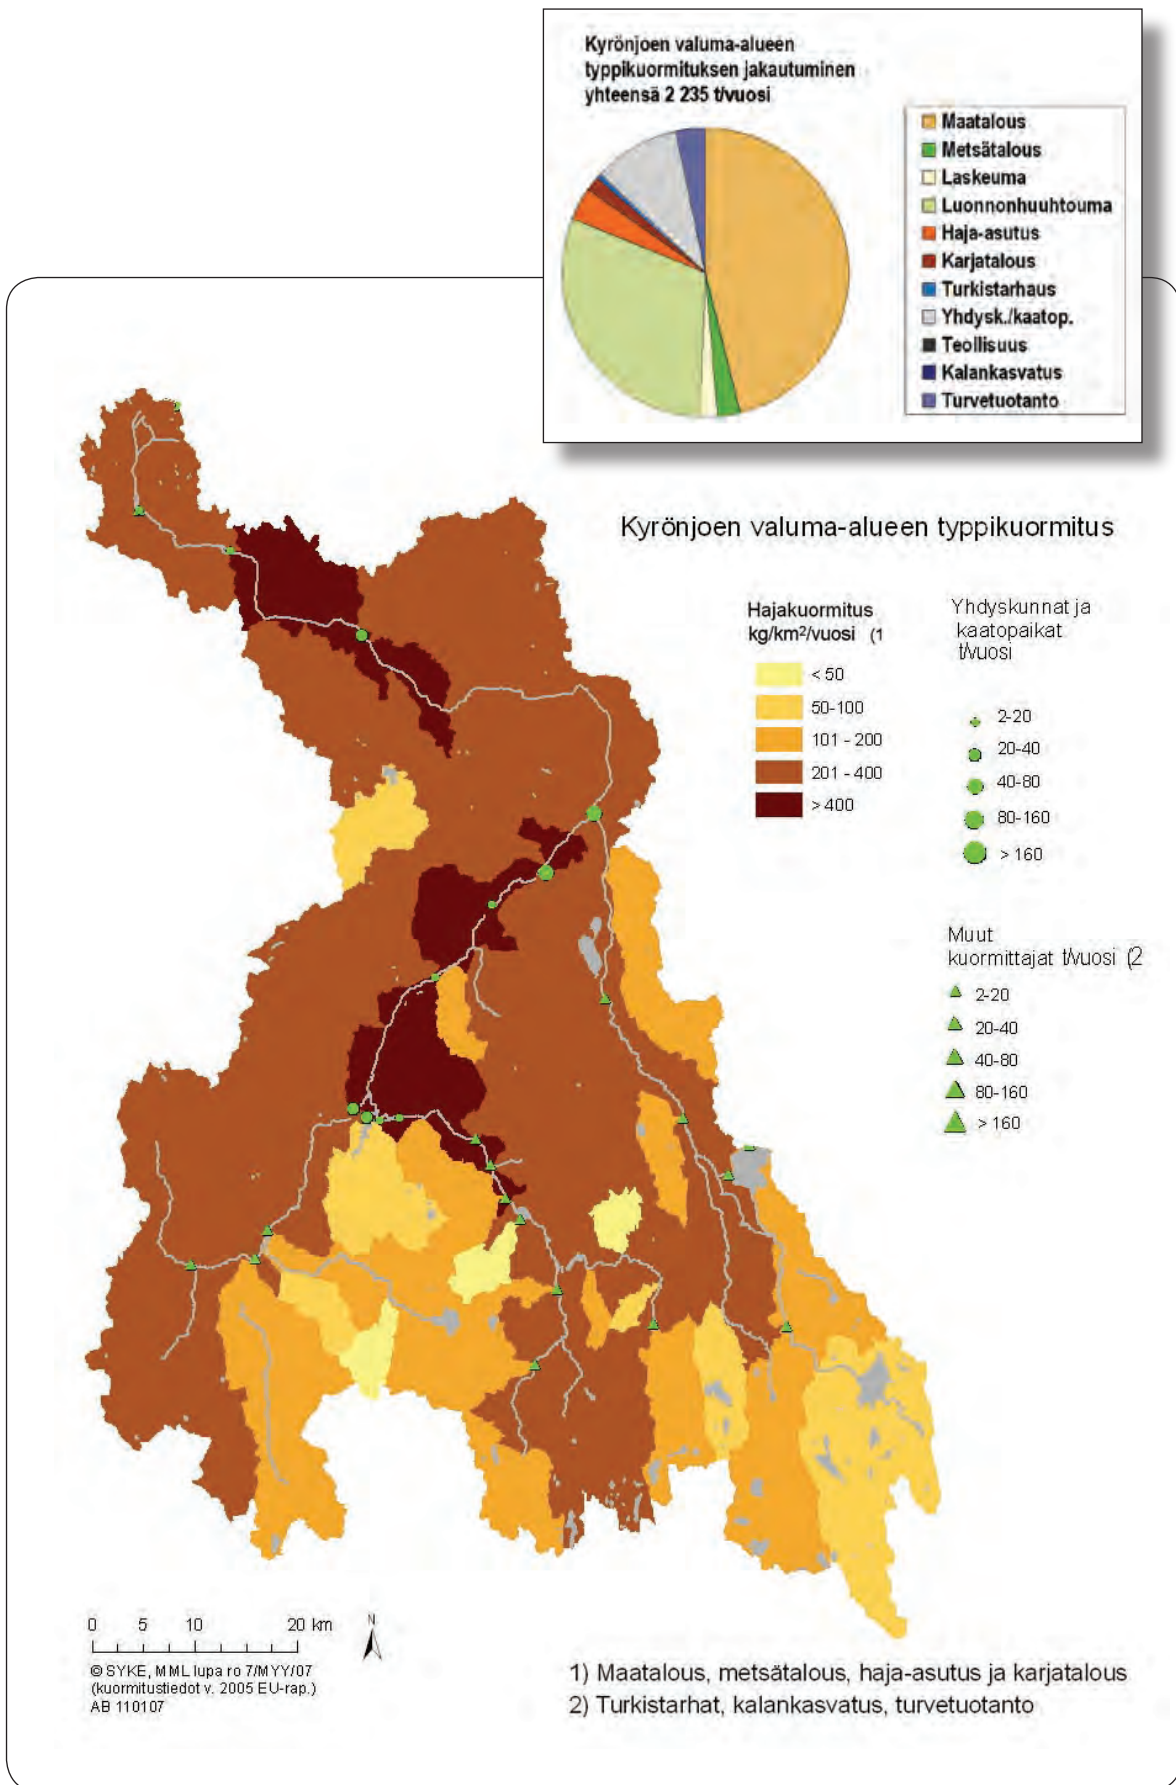 Kyrönjoen valuma-alueen
typpikuormituksen jakautuminen
yhteensä 2 235 t/vuosi
Maatalous
Metsätalous
Laskeuma
Luonnonhuuhtouma
Haja-asutus
Karjatalous
Turkistarhaus
Yhdysk./kaatop.
Teollisuus
Kalankasvatus
Turvetuotanto
Kyrönjoen valuma-alueen typpikuormitus
Hajakuormitus
kg/km²/vuosi (1
< 50
50-100
101 - 200
201 - 400
> 400
Yhdyskunnat ja
kaatopaikat
t/vuosi
2-20
20-40
40-80
80-160
> 160
Muut
kuormittajat t/vuosi (2
2-20
20-40
40-80
80-160
> 160
0 5 10 20 km
N
© SYKE, MML lupa ro 7/MYY/07
(kuormitustiedot v. 2005 EU-rap.)
AB 110107
1) Maatalous, metsätalous, haja-asutus ja karjatalous
2) Turkistarhat, kalankasvatus, turvetuotanto